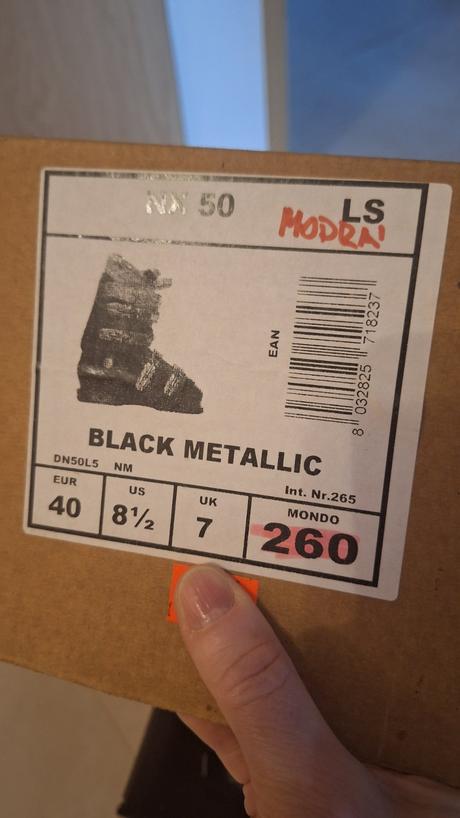 NX 50
LS
MODRÁ
EAN
8 032825 718237
BLACK METALLIC
DN50L5 NM
Int. Nr.265
EUR
40
US
8½
UK
7
MONDO
260